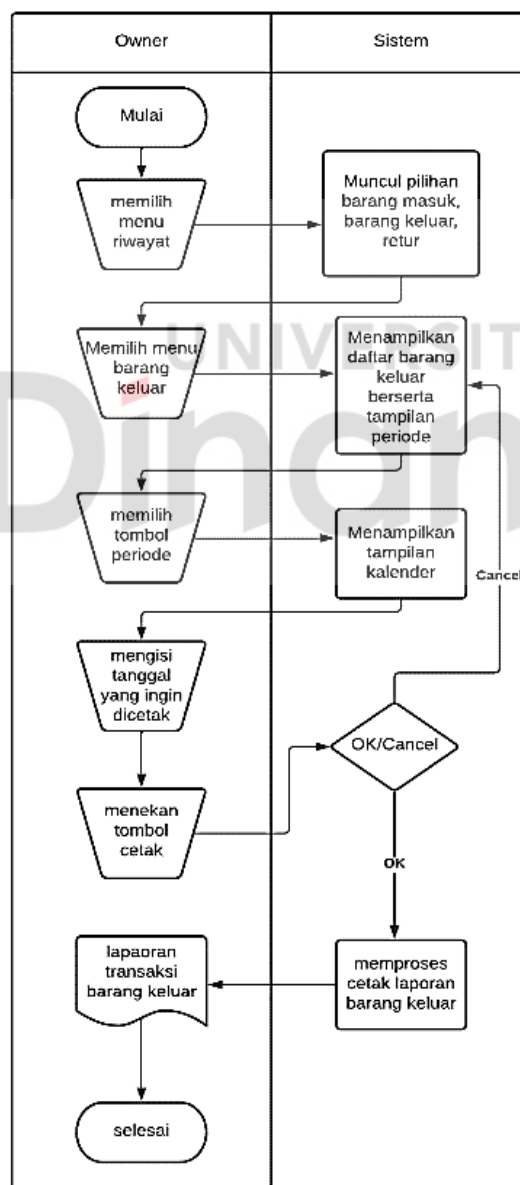 Owner
Sistem
Mulai
memilih
menu
riwayat
Muncul pilihan
barang masuk,
barang keluar,
retur
Memilih menu
barang
keluar
Menampilkan
daftar barang
keluar
berserta
tampilan
periode
UNIVERSIT
Dinam
memilih
tombol
periode
Menampilkan
tampilan
kalender
Cancel
mengisi
tanggal
yang ingin
dicetak
OK/Cancel
menekan
tombol
cetak
OK
lapaoran
transaksi
barang keluar
memproses
cetak laporan
barang keluar
selesai